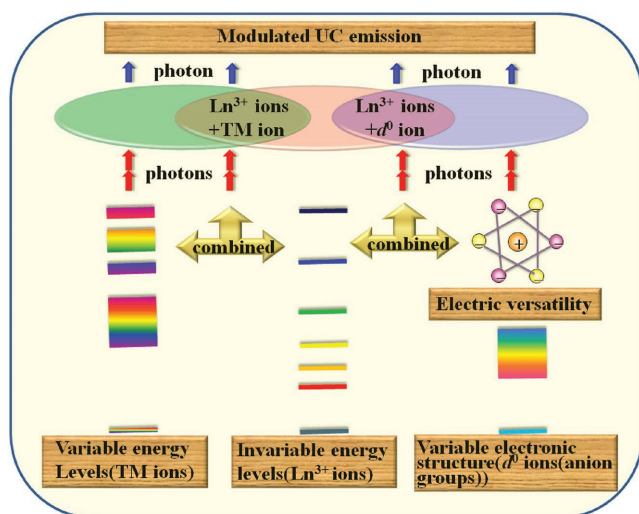 Modulated UC emission
photon photon
Ln³⁺ ions
+TM ion
Ln³⁺ ions
+d⁰ ion
photons photons
combined combined
− − − + − − −
Electric versatility
Variable energy
Levels(TM ions)
Invariable energy
levels(Ln³⁺ ions)
Variable electronic
structure(d⁰ ions(anion
groups))